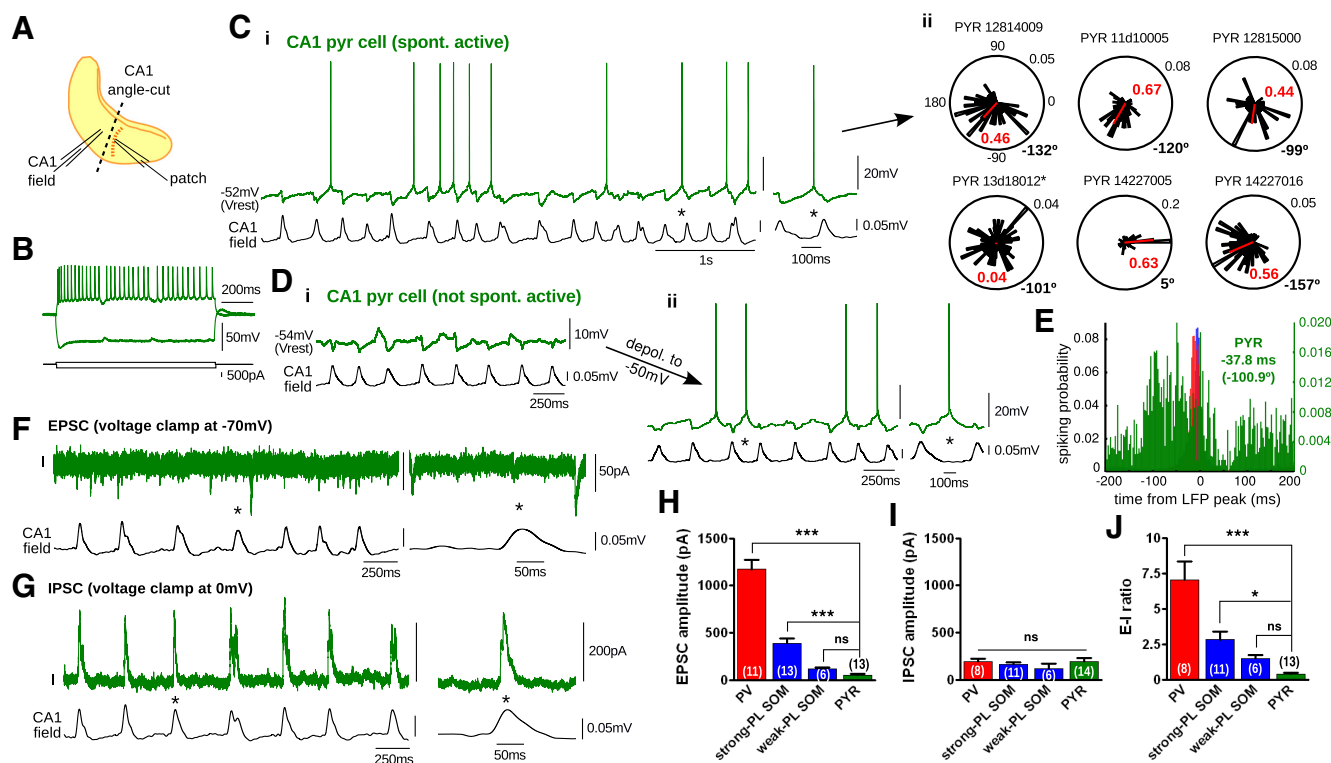 A
CA1
angle-cut
CA1
field
patch
B
200ms
50mV
500pA
C
i
CA1 pyr cell (spont. active)
-52mV
(Vrest)
CA1
field
*
*
20mV
0.05mV
1s
100ms
ii
PYR 12814009
90
0.05
180
0
0.46
-90
-132º
PYR 11d10005
0.08
0.67
-120º
PYR 12815000
0.08
0.44
-99º
PYR 13d18012*
0.04
0.04
-101º
PYR 14227005
0.2
0.63
5º
PYR 14227016
0.05
0.56
-157º
D
i
CA1 pyr cell (not spont. active)
-54mV
(Vrest)
10mV
CA1
field
0.05mV
250ms
depol. to
-50mV
ii
20mV
*
*
0.05mV
250ms
100ms
E
spiking probability
0.08
0.06
0.04
0.02
0
PYR
-37.8 ms
(-100.9º)
0.020
0.016
0.012
0.008
0.004
0
-200
-100
0
100
200
time from LFP peak (ms)
F
EPSC (voltage clamp at -70mV)
50pA
*
*
CA1
field
0.05mV
250ms
50ms
G
IPSC (voltage clamp at 0mV)
200pA
*
*
CA1
field
0.05mV
250ms
50ms
H
EPSC amplitude (pA)
1500
1000
500
0
***
***
ns
(11)
(13)
(6)
(13)
PV
strong-PL SOM
weak-PL SOM
PYR
I
IPSC amplitude (pA)
1500
1000
500
0
ns
(8)
(11)
(6)
(14)
PV
strong-PL SOM
weak-PL SOM
PYR
J
E-I ratio
10
7.5
5
2.5
0
***
*
ns
(8)
(11)
(6)
(13)
PV
strong-PL SOM
weak-PL SOM
PYR